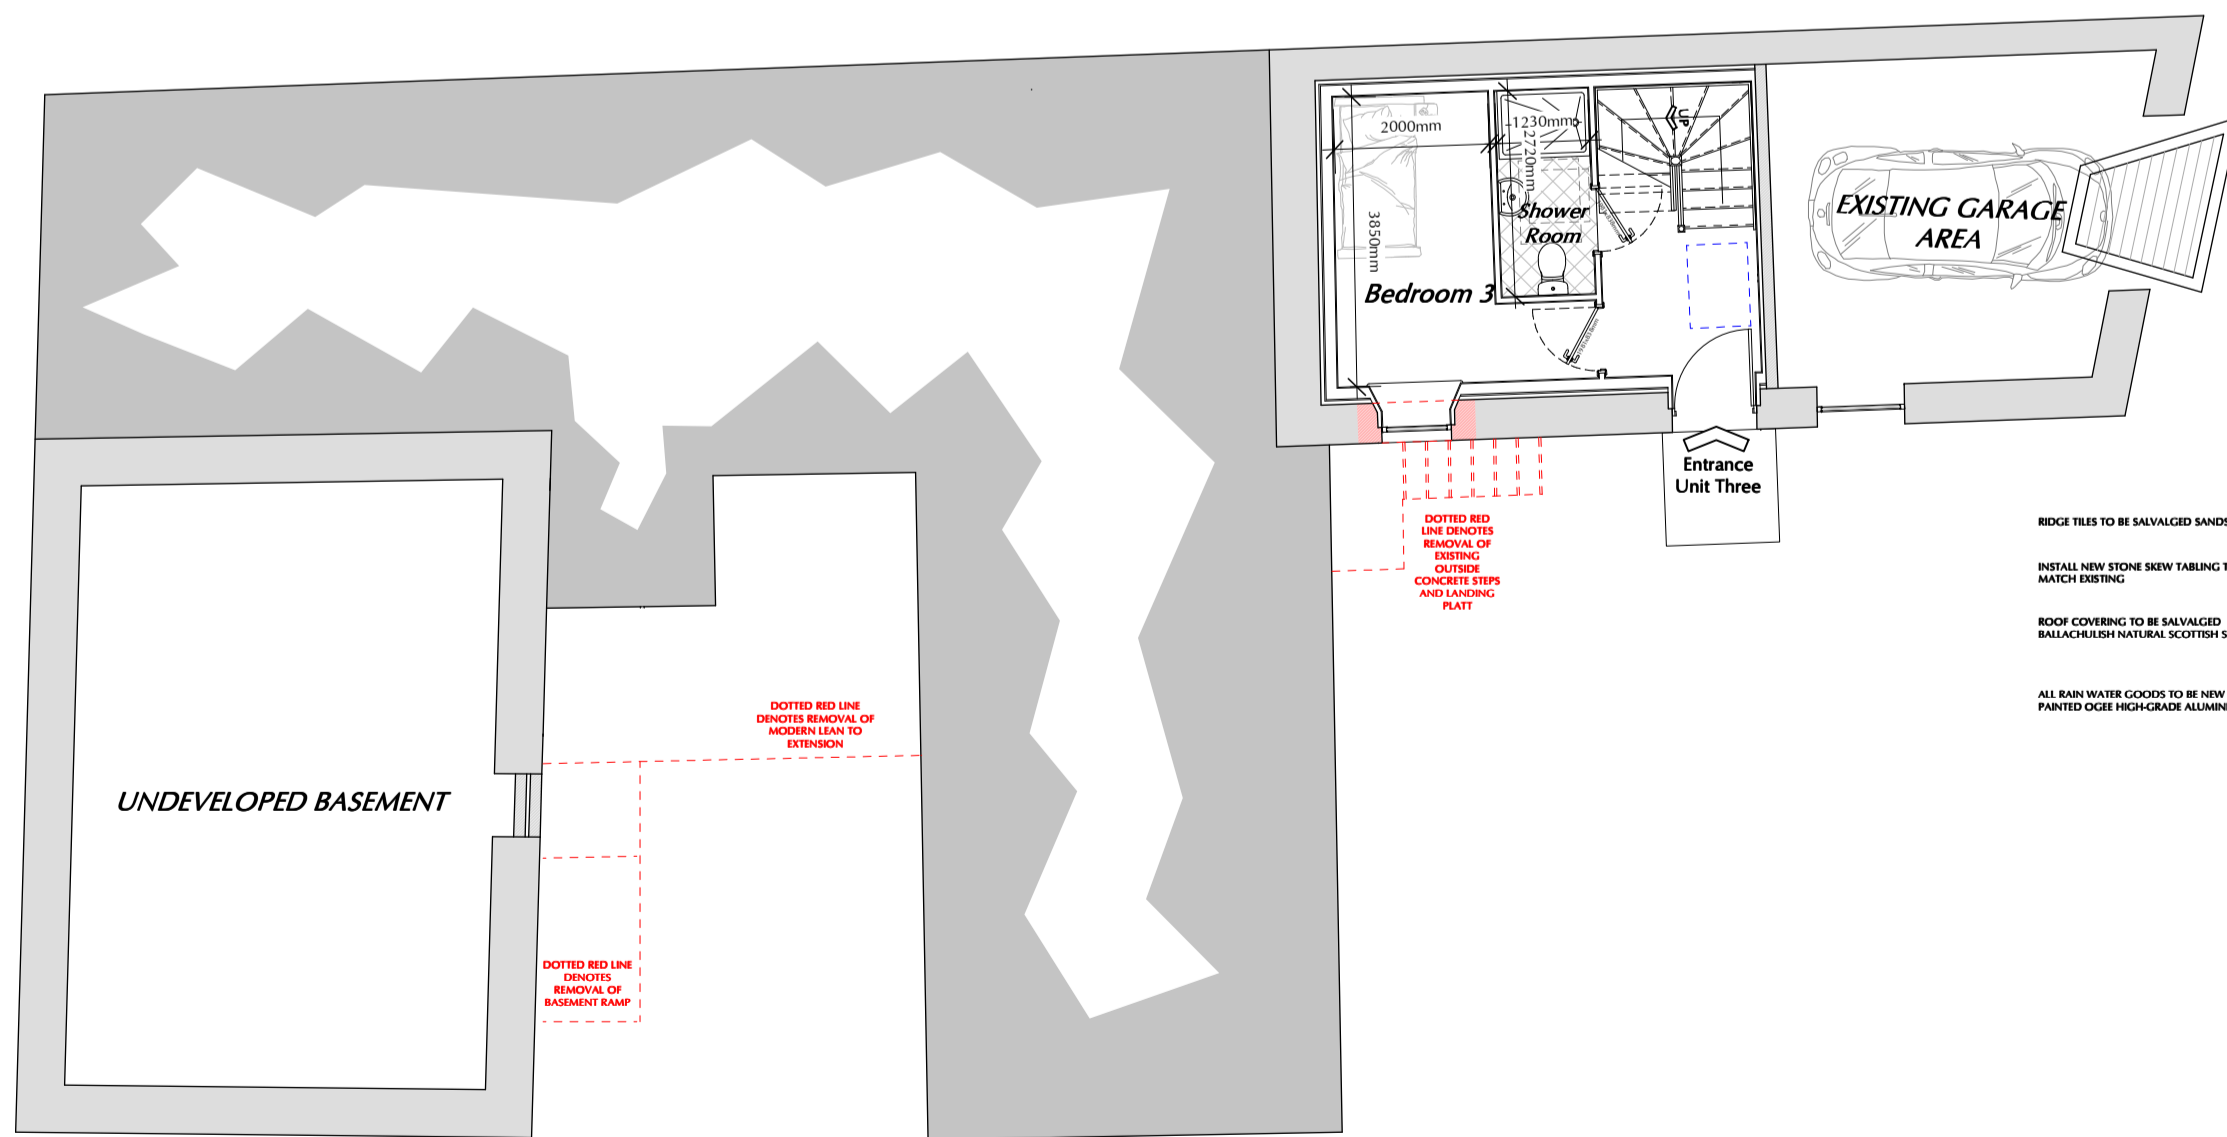 2000mm
1230mm
2720mm
3850mm
UP
Shower
Room
Bedroom 3
EXISTING GARAGE
AREA
Entrance
Unit Three
DOTTED RED
LINE DENOTES
REMOVAL OF
EXISTING
OUTSIDE
CONCRETE STEPS
AND LANDING
PLATT
RIDGE TILES TO BE SALVALGED SANDS
INSTALL NEW STONE SKEW TABLING T
MATCH EXISTING
ROOF COVERING TO BE SALVALGED
BALLACHULISH NATURAL SCOTTISH S
ALL RAIN WATER GOODS TO BE NEW
PAINTED OGEE HIGH-GRADE ALUMIN
DOTTED RED LINE
DENOTES REMOVAL OF
MODERN LEAN TO
EXTENSION
UNDEVELOPED BASEMENT
DOTTED RED LINE
DENOTES
REMOVAL OF
BASEMENT RAMP